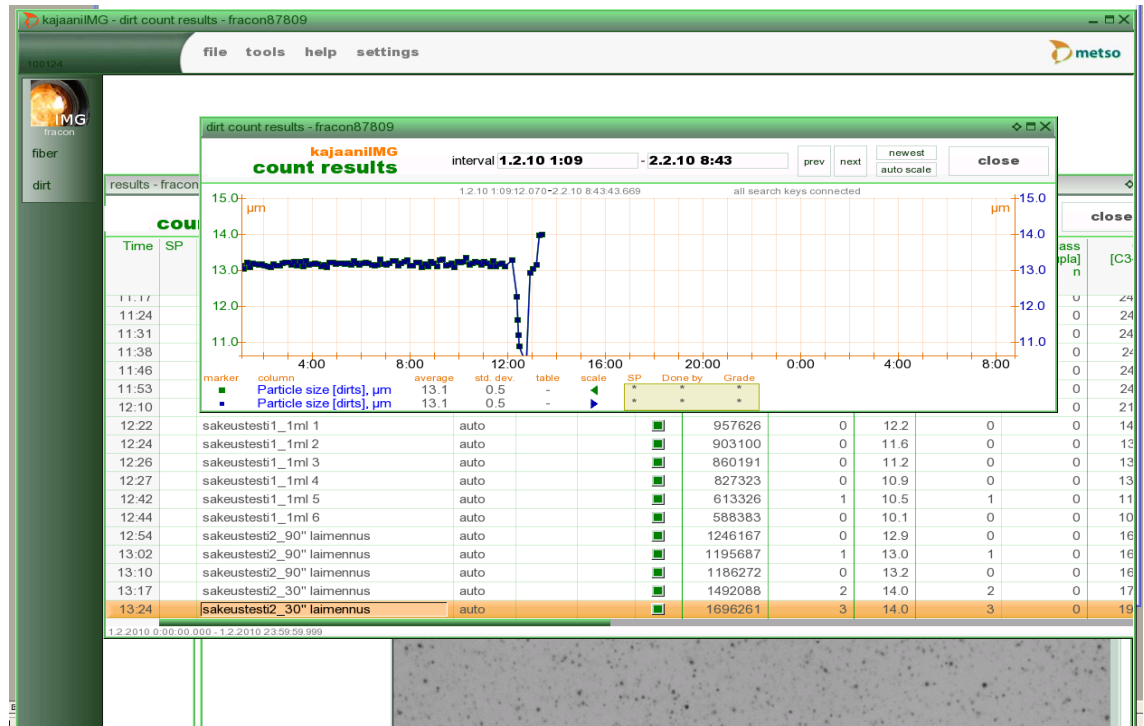 kajaaniIMG - dirt count results - fracon87809
file tools help settings
metso
100124
IMG
fracon
fiber
dirt
dirt count results - fracon87809
kajaaniIMG
count results
interval 1.2.10 1:09 - 2.2.10 8:43
prev next newest auto scale close
1.2.10 1:09:12.070-2.2.10 8:43:43.669 all search keys connected
15.0 µm µm 15.0
14.0 14.0
13.0 13.0
12.0 12.0
11.0 11.0
4:00 8:00 12:00 16:00 20:00 0:00 4:00 8:00
marker column average std. dev. table scale SP Done by Grade
Particle size [dirts], µm 13.1 0.5 - * * *
Particle size [dirts], µm 13.1 0.5 - * * *
results - fracon
cou close
Time SP ass [C3-
pla]
n
11:17 0 24
11:24 0 24
11:31 0 24
11:38 0 24
11:46 0 24
11:53 0 24
12:10 0 21
12:22 sakeustesti1_1ml 1 auto 957626 0 12.2 0 0 14
12:24 sakeustesti1_1ml 2 auto 903100 0 11.6 0 0 13
12:26 sakeustesti1_1ml 3 auto 860191 0 11.2 0 0 13
12:27 sakeustesti1_1ml 4 auto 827323 0 10.9 0 0 13
12:42 sakeustesti1_1ml 5 auto 613326 1 10.5 1 0 11
12:44 sakeustesti1_1ml 6 auto 588383 0 10.1 0 0 10
12:54 sakeustesti2_90" laimennus auto 1246167 0 12.9 0 0 16
13:02 sakeustesti2_90" laimennus auto 1195687 1 13.0 1 0 16
13:10 sakeustesti2_90" laimennus auto 1186272 0 13.2 0 0 16
13:17 sakeustesti2_30" laimennus auto 1492088 2 14.0 2 0 17
13:24 sakeustesti2_30" laimennus auto 1696261 3 14.0 3 0 19
1.2.2010 0:00:00.000 - 1.2.2010 23:59:59.999